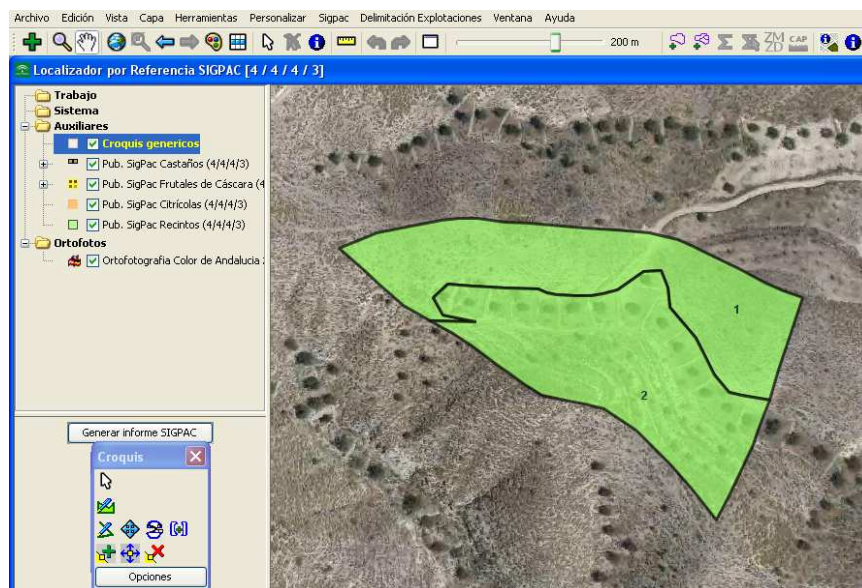 Archivo Edición Vista Capa Herramientas Personalizar Sigpac Delimitación Explotaciones Ventana Ayuda
200 m
ZM
ZD
CAP
Localizador por Referencia SIGPAC [4 / 4 / 4 / 3]
Trabajo
Sistema
Auxiliares
Croquis genericos
Pub. SigPac Castaños (4/4/4/3)
Pub. SigPac Frutales de Cáscara (4
Pub. SigPac Citrícolas (4/4/4/3)
Pub. SigPac Recintos (4/4/4/3)
Ortofotos
Ortofotografia Color de Andalucia
1
2
Generar informe SIGPAC
Croquis
Opciones